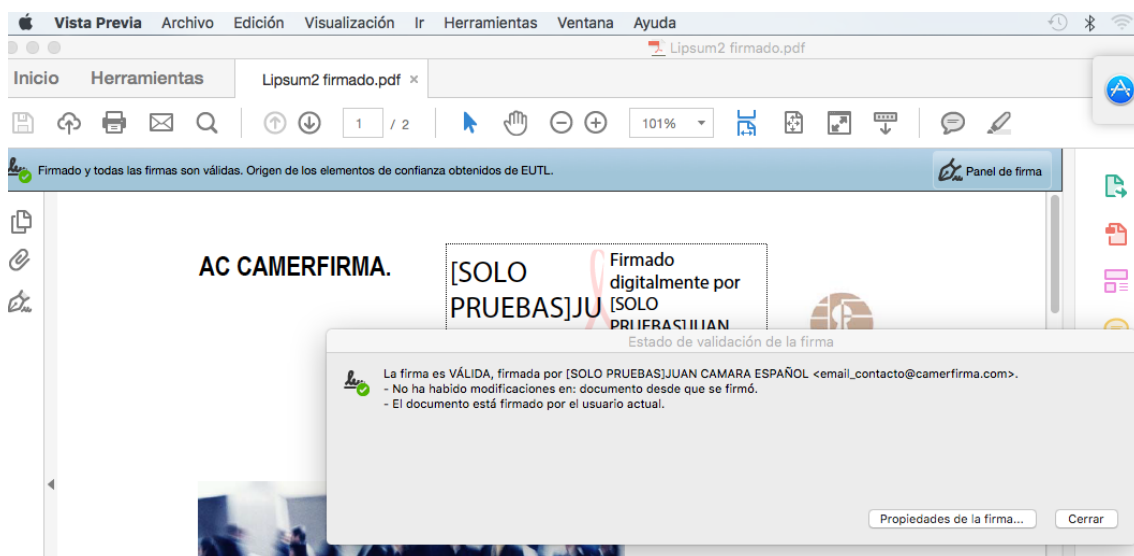 Vista Previa Archivo Edición Visualización Ir Herramientas Ventana Ayuda
Lipsum2 firmado.pdf
Inicio Herramientas Lipsum2 firmado.pdf ×
1 / 2 101%
Firmado y todas las firmas son válidas. Origen de los elementos de confianza obtenidos de EUTL.
Panel de firma
AC CAMERFIRMA.
[SOLO
PRUEBAS]JU
Firmado
digitalmente por
[SOLO
PRUEBAS]JUAN
Estado de validación de la firma
La firma es VÁLIDA, firmada por [SOLO PRUEBAS]JUAN CAMARA ESPAÑOL <email_contacto@camerfirma.com>.
- No ha habido modificaciones en: documento desde que se firmó.
- El documento está firmado por el usuario actual.
Propiedades de la firma... Cerrar